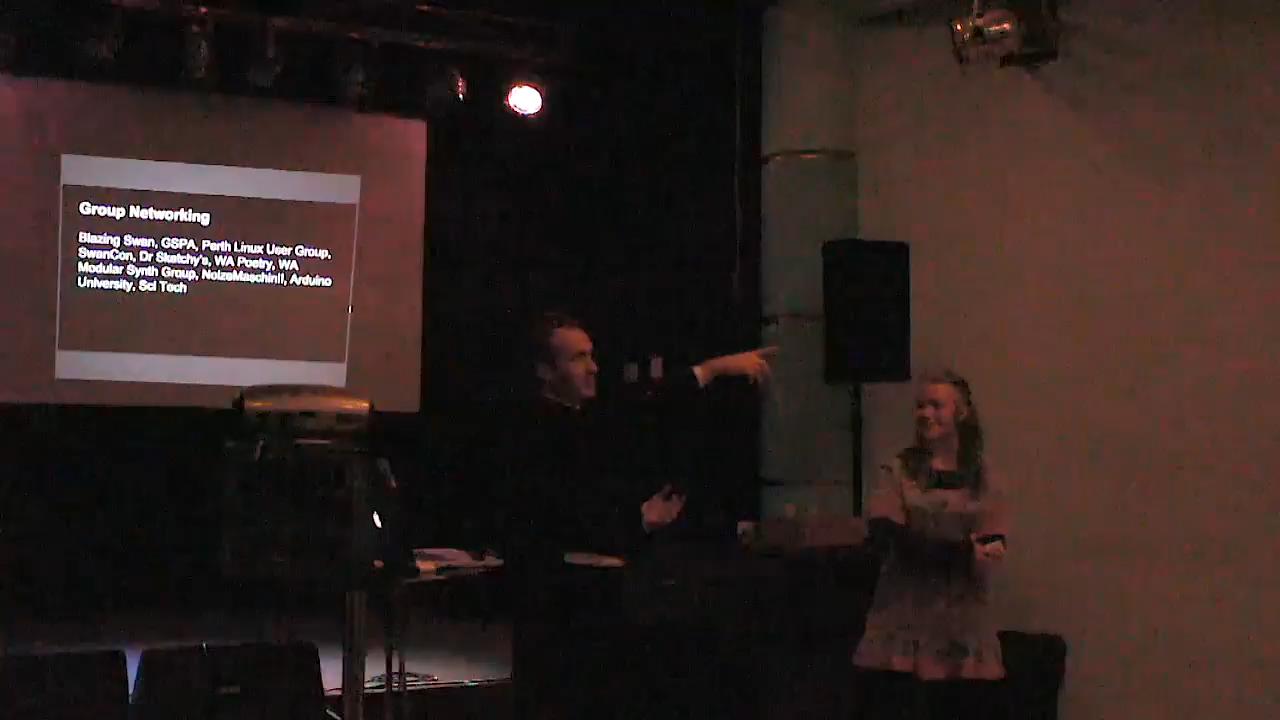 Group Networking
Blazing Swan, GSPA, Perth Linux User Group,
SwanCon, Dr Sketchy's, WA Poetry, WA
Modular Synth Group, NoizeMaschin!!, Arduino
University, Sci Tech